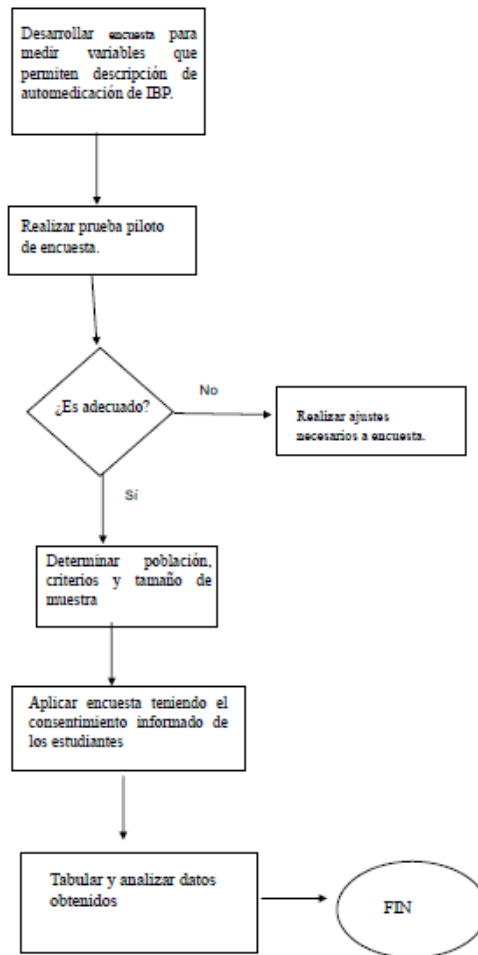 Desarrollar encuesta para
medir variables que
permiten descripción de
automedicación de IBP.
Realizar prueba piloto
de encuesta.
¿Es adecuado?
No
Realizar ajustes
necesarios a encuesta.
Sí
Determinar población,
criterios y tamaño de
muestra
Aplicar encuesta teniendo el
consentimiento informado de
los estudiantes
Tabular y analizar datos
obtenidos
FIN